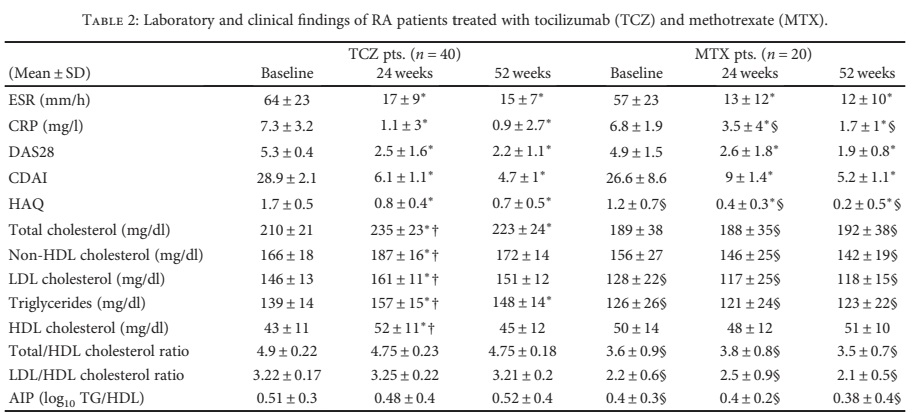 TABLE 2: Laboratory and clinical findings of RA patients treated with tocilizumab (TCZ) and methotrexate (MTX).
TCZ pts. (n = 40) MTX pts. (n = 20)
(Mean ± SD) Baseline 24 weeks 52 weeks Baseline 24 weeks 52 weeks
ESR (mm/h) 64 ± 23 17 ± 9* 15 ± 7* 57 ± 23 13 ± 12* 12 ± 10*
CRP (mg/l) 7.3 ± 3.2 1.1 ± 3* 0.9 ± 2.7* 6.8 ± 1.9 3.5 ± 4*§ 1.7 ± 1*§
DAS28 5.3 ± 0.4 2.5 ± 1.6* 2.2 ± 1.1* 4.9 ± 1.5 2.6 ± 1.8* 1.9 ± 0.8*
CDAI 28.9 ± 2.1 6.1 ± 1.1* 4.7 ± 1* 26.6 ± 8.6 9 ± 1.4* 5.2 ± 1.1*
HAQ 1.7 ± 0.5 0.8 ± 0.4* 0.7 ± 0.5* 1.2 ± 0.7§ 0.4 ± 0.3*§ 0.2 ± 0.5*§
Total cholesterol (mg/dl) 210 ± 21 235 ± 23*† 223 ± 24* 189 ± 38 188 ± 35§ 192 ± 38§
Non-HDL cholesterol (mg/dl) 166 ± 18 187 ± 16*† 172 ± 14 156 ± 27 146 ± 25§ 142 ± 19§
LDL cholesterol (mg/dl) 146 ± 13 161 ± 11*† 151 ± 12 128 ± 22§ 117 ± 25§ 118 ± 15§
Triglycerides (mg/dl) 139 ± 14 157 ± 15*† 148 ± 14* 126 ± 26§ 121 ± 24§ 123 ± 22§
HDL cholesterol (mg/dl) 43 ± 11 52 ± 11*† 45 ± 12 50 ± 14 48 ± 12 51 ± 10
Total/HDL cholesterol ratio 4.9 ± 0.22 4.75 ± 0.23 4.75 ± 0.18 3.6 ± 0.9§ 3.8 ± 0.8§ 3.5 ± 0.7§
LDL/HDL cholesterol ratio 3.22 ± 0.17 3.25 ± 0.22 3.21 ± 0.2 2.2 ± 0.6§ 2.5 ± 0.9§ 2.1 ± 0.5§
AIP (log₁₀ TG/HDL) 0.51 ± 0.3 0.48 ± 0.4 0.52 ± 0.4 0.4 ± 0.3§ 0.4 ± 0.2§ 0.38 ± 0.4§